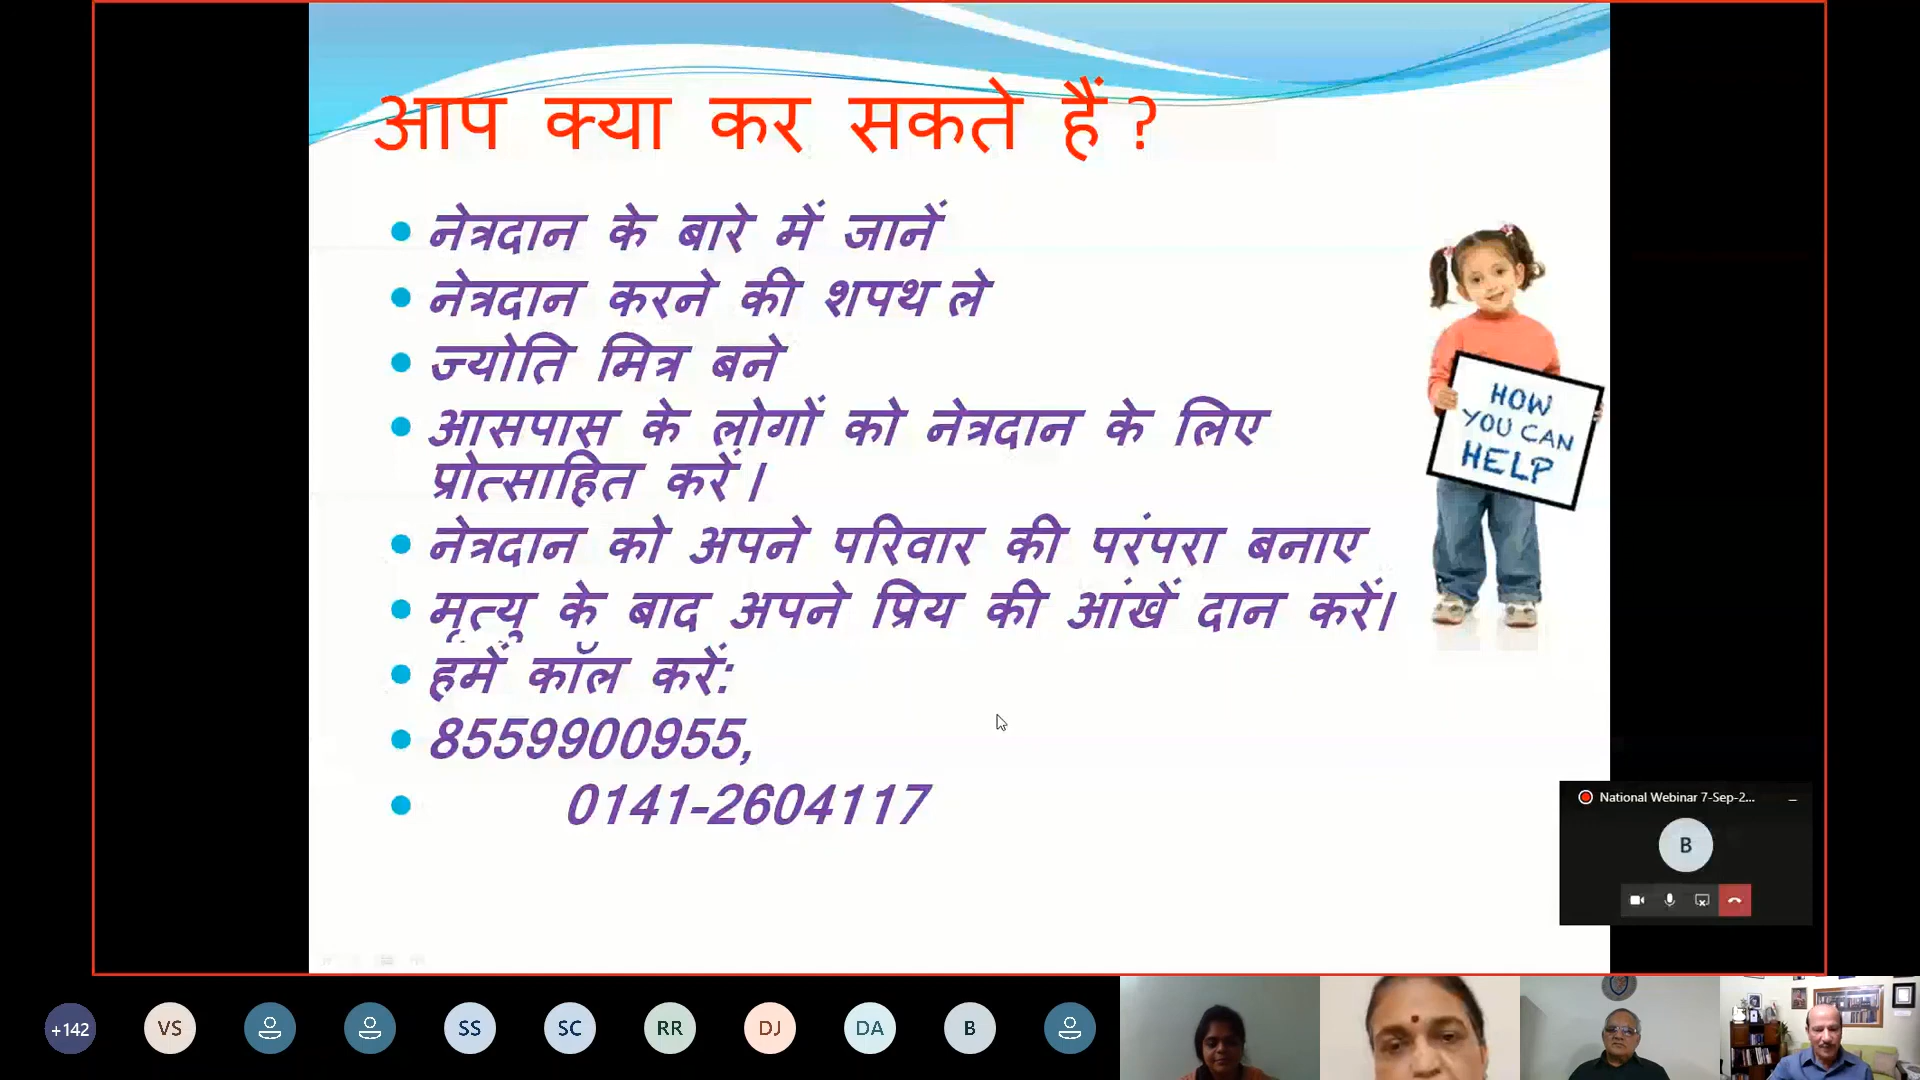 आप क्या कर सकते हैं ?
नेत्रदान के बारे में जानें
नेत्रदान करने की शपथ ले
ज्योति मित्र बने
आसपास के लोगों को नेत्रदान के लिए
प्रोत्साहित करें ।
नेत्रदान को अपने परिवार की परंपरा बनाए
मृत्यु के बाद अपने प्रिय की आंखें दान करें।
हमें कॉल करें:
8559900955,
0141-2604117
HOW
YOU CAN
HELP
National Webinar 7-Sep-2...
B
+142
VS
SS
SC
RR
DJ
DA
B